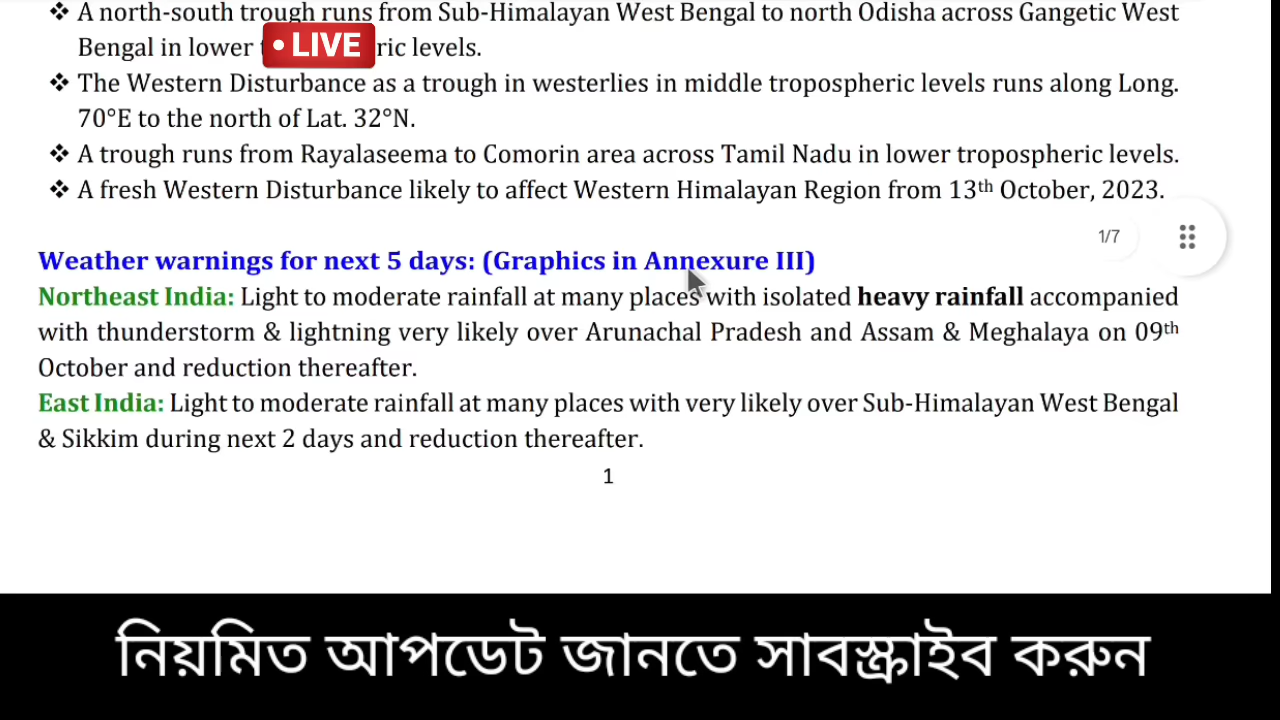 ❖ A north-south trough runs from Sub-Himalayan West Bengal to north Odisha across Gangetic West
Bengal in lower ric levels.
• LIVE
❖ The Western Disturbance as a trough in westerlies in middle tropospheric levels runs along Long.
70°E to the north of Lat. 32°N.
❖ A trough runs from Rayalaseema to Comorin area across Tamil Nadu in lower tropospheric levels.
❖ A fresh Western Disturbance likely to affect Western Himalayan Region from 13th October, 2023.
1/7
Weather warnings for next 5 days: (Graphics in Annexure III)
Northeast India: Light to moderate rainfall at many places with isolated heavy rainfall accompanied
with thunderstorm & lightning very likely over Arunachal Pradesh and Assam & Meghalaya on 09th
October and reduction thereafter.
East India: Light to moderate rainfall at many places with very likely over Sub-Himalayan West Bengal
& Sikkim during next 2 days and reduction thereafter.
1
নিয়মিত আপডেট জানতে সাবস্ক্রাইব করুন